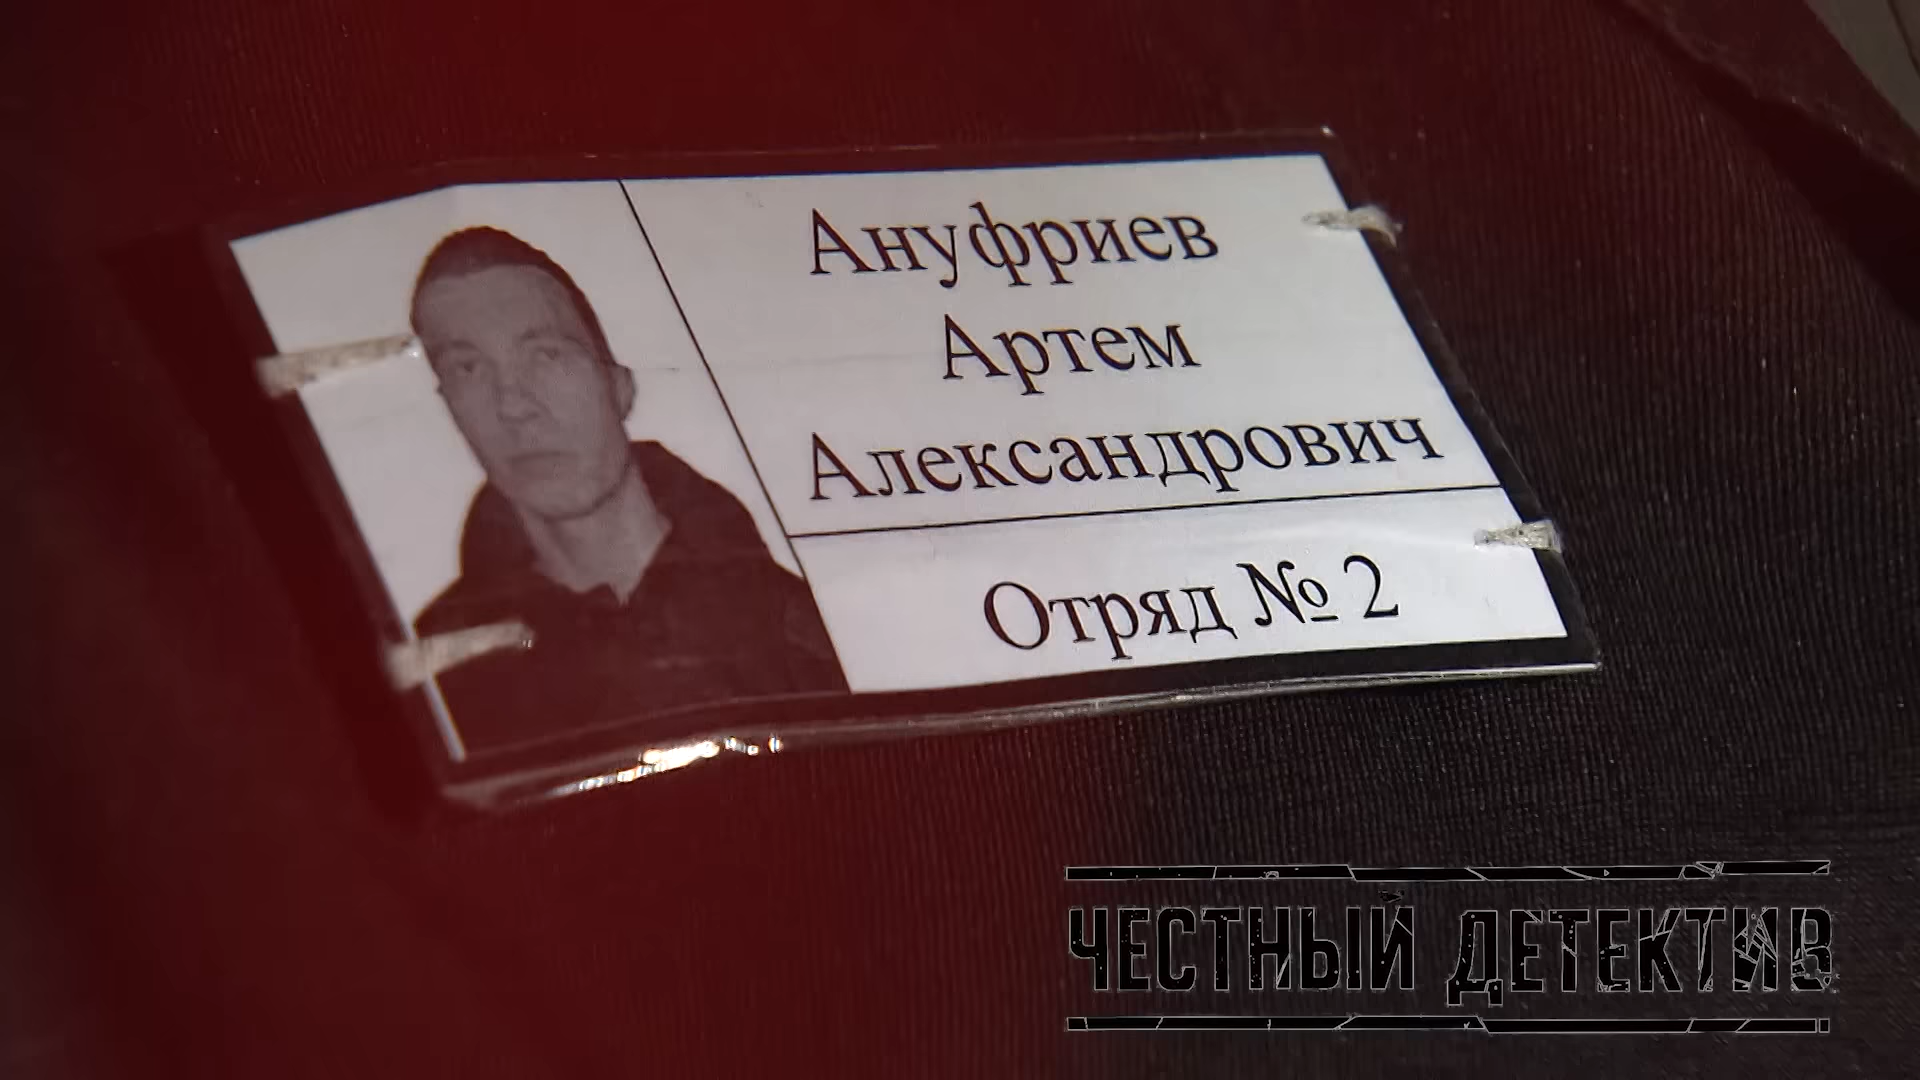 Ануфриев
Артем
Александрович
Отряд № 2
ЧЕСТНЫЙ ДЕТЕКТИВ